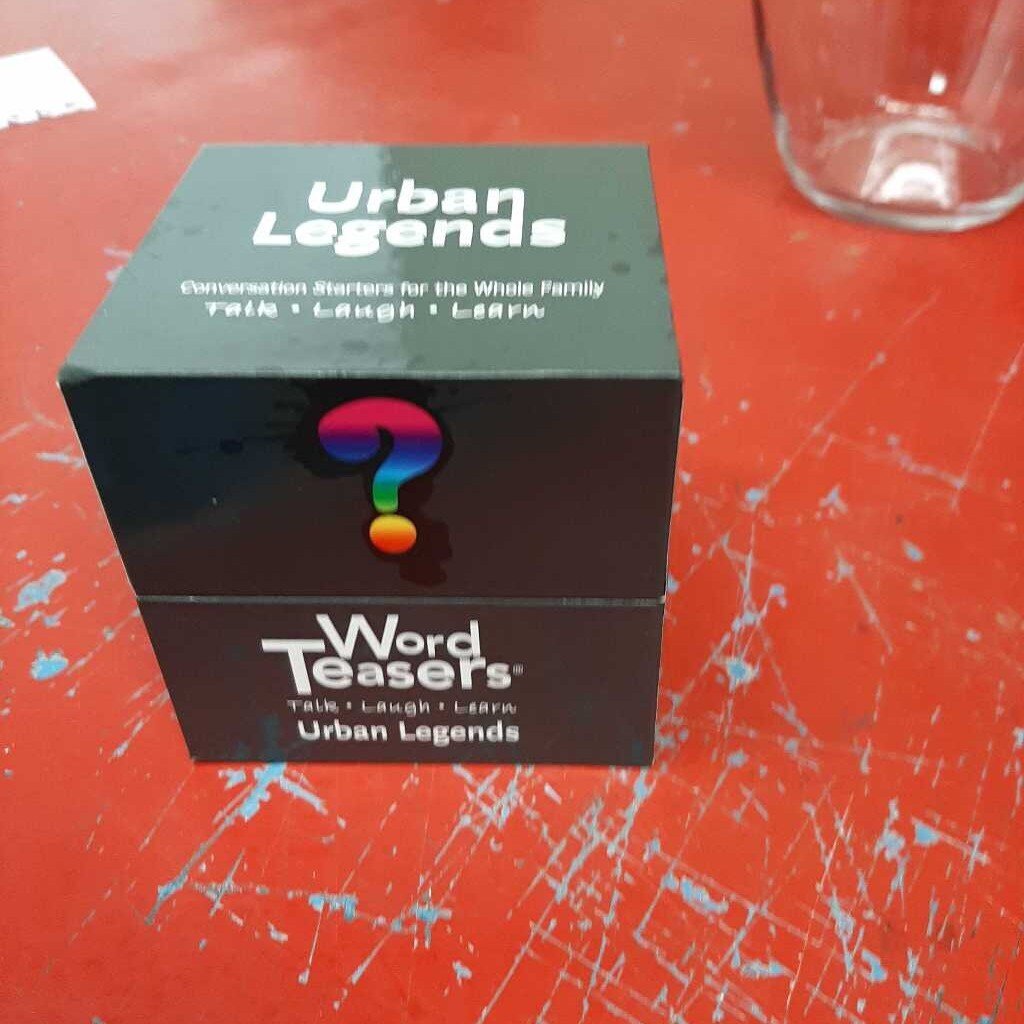 Urban
Legends
Conversation Starters for the Whole Family
Talk • Laugh • Learn
?
Word
Teasers®
Talk • Laugh • Learn
Urban Legends